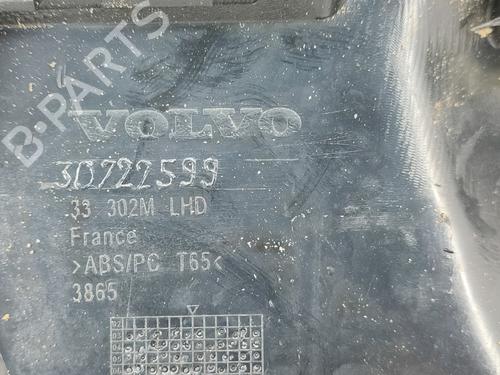 B-PARTS
VOLVO
30722599
33 302M LHD
France
>ABS/PC T65<
3865